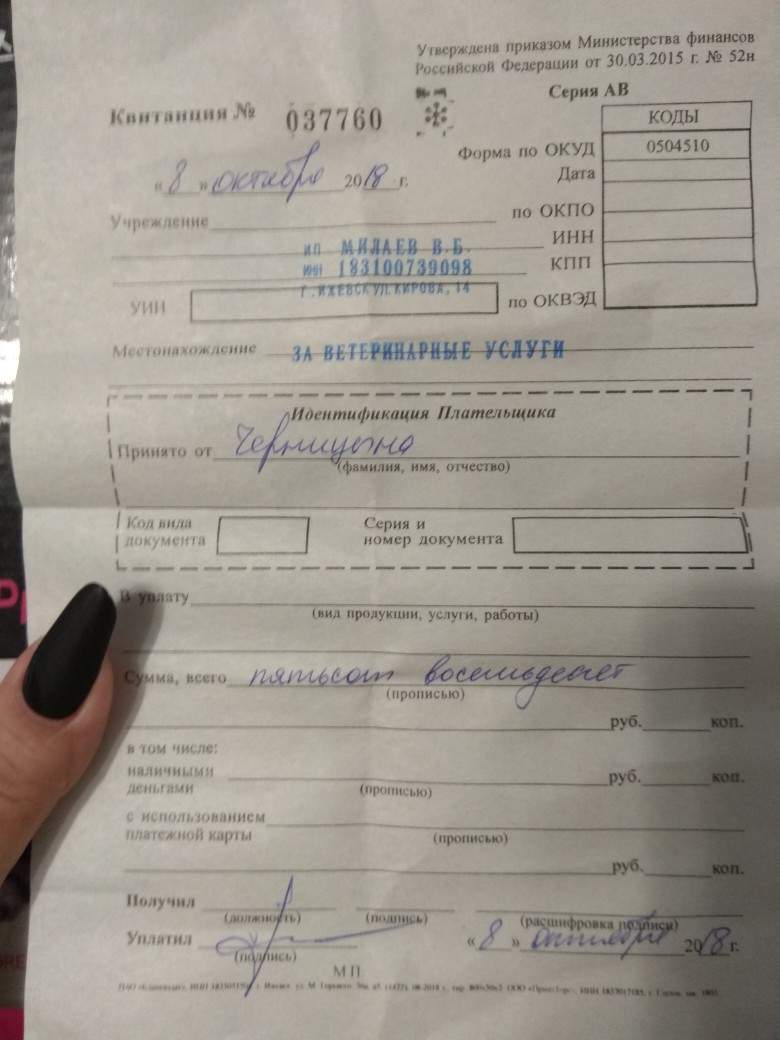 Утверждена приказом Министерства финансов
Российской Федерации от 30.03.2015 г. № 52н
Серия АВ
Квитанция № 037760
КОДЫ
Форма по ОКУД 0504510
« 8 » октября 2018 г.
Дата
Учреждение
по ОКПО
ИП МИЛАЕВ В.Б.
ИНН
ИНН 183100739098
КПП
Г. ИЖЕВСК УЛ. КИРОВА, 14
УИН
по ОКВЭД
Местонахождение ЗА ВЕТЕРИНАРНЫЕ УСЛУГИ
Идентификация Плательщика
Принято от Черницына
(фамилия, имя, отчество)
Код вида документа
Серия и номер документа
В уплату
(вид продукции, услуги, работы)
Сумма, всего пятьсот восемьдесят
(прописью)
руб. коп.
в том числе:
наличными
деньгами
руб. коп.
(прописью)
с использованием
платежной карты
(прописью)
руб. коп.
Получил
(должность) (подпись) (расшифровка подписи)
Уплатил
(подпись)
« 8 » октября 2018 г.
М П